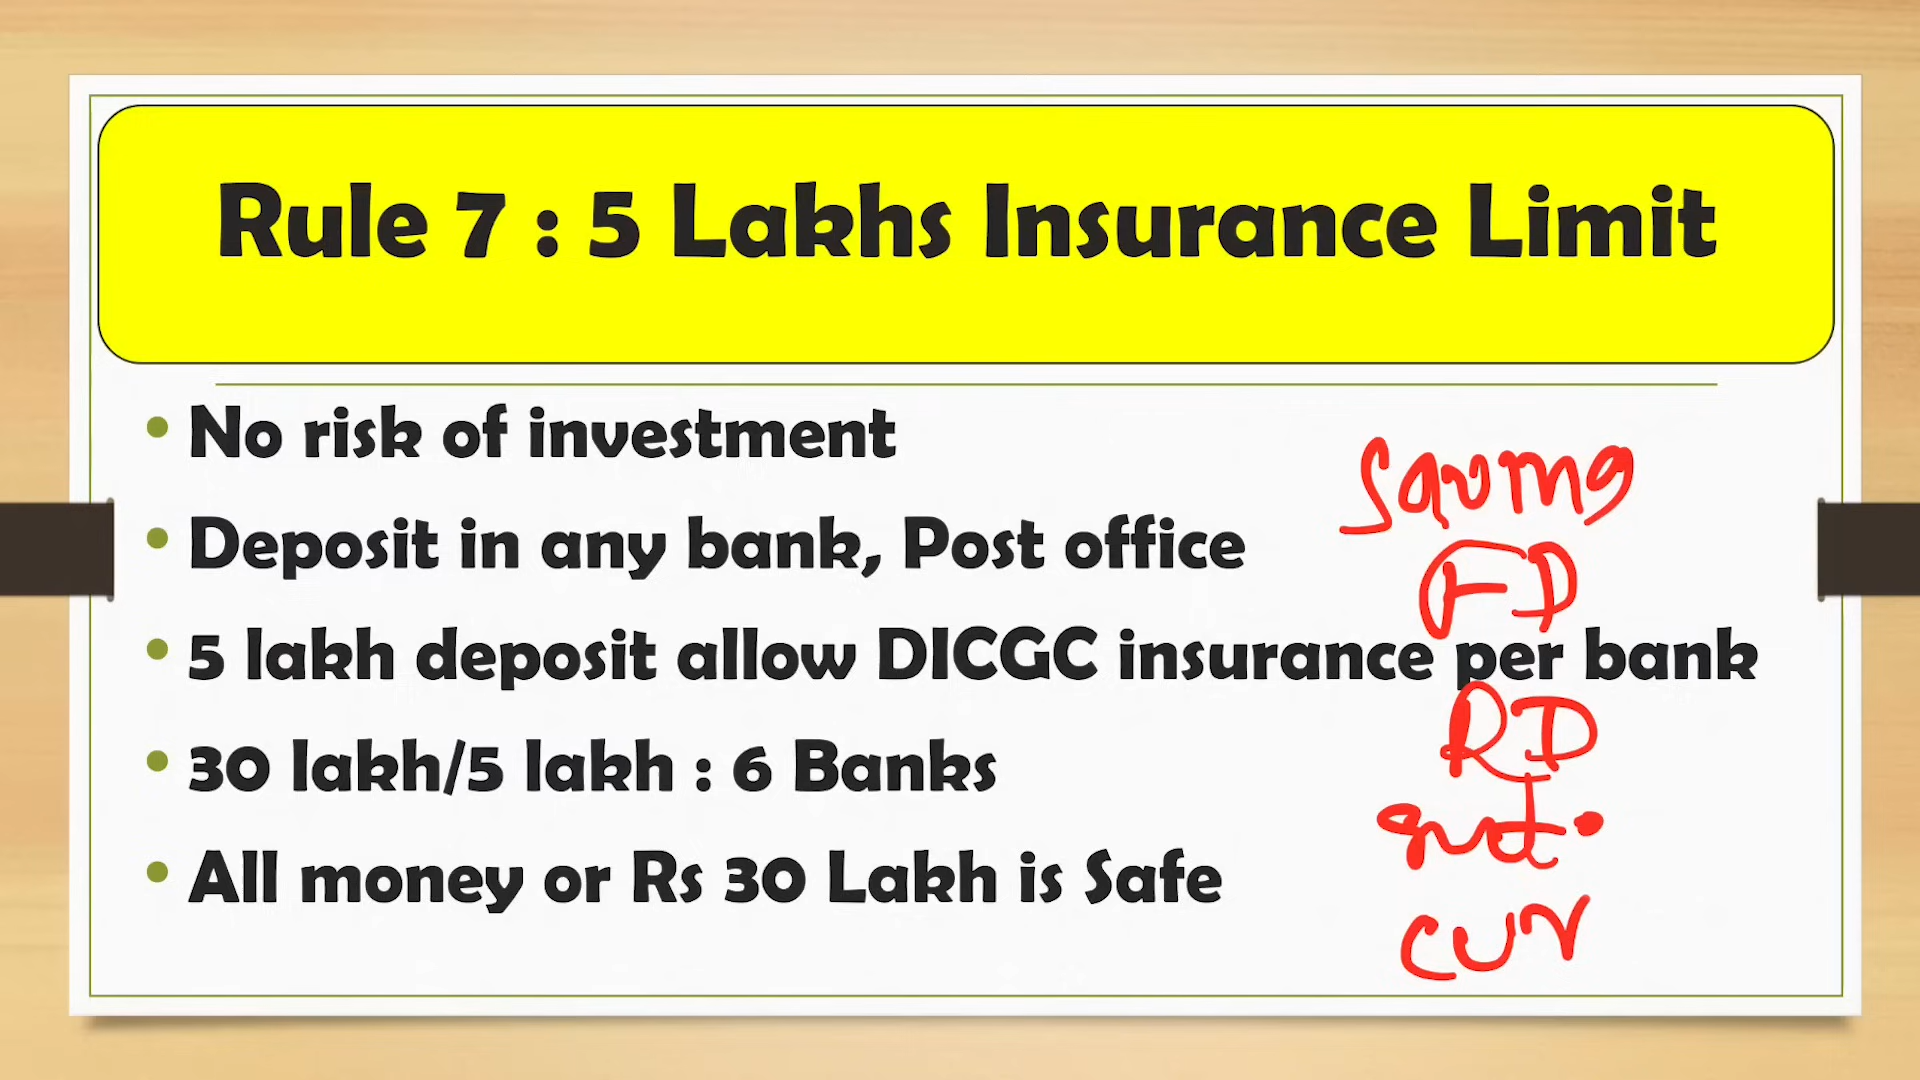 Rule 7 : 5 Lakhs Insurance Limit
• No risk of investment
• Deposit in any bank, Post office
• 5 lakh deposit allow DICGC insurance per bank
• 30 lakh/5 lakh : 6 Banks
• All money or Rs 30 Lakh is Safe
Saving
FD
RD
cur